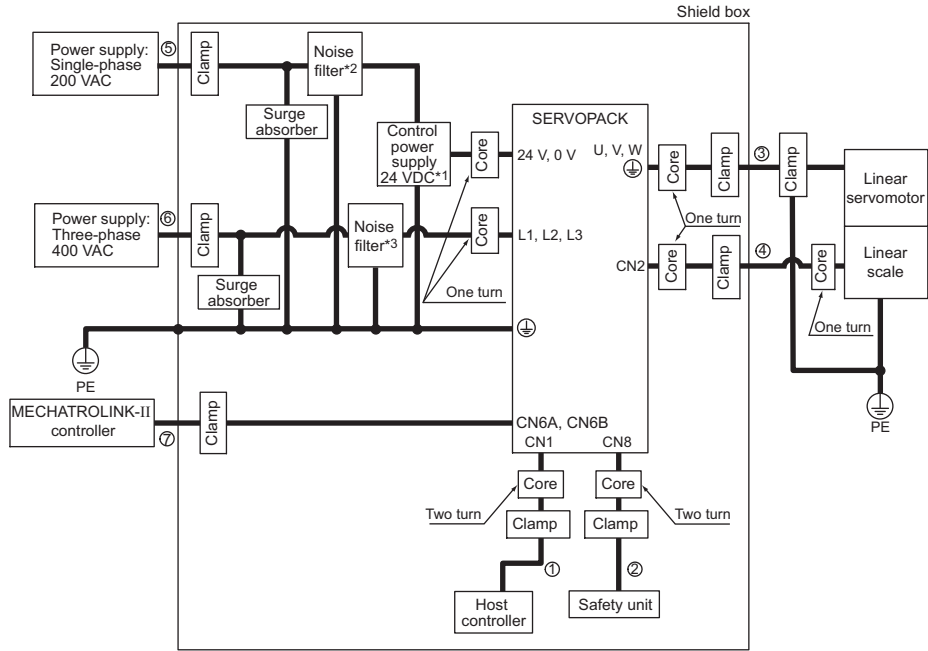 Shield box
Power supply:
Single-phase
200 VAC
⑤
Clamp
Noise
filter*2
Surge
absorber
Control
power
supply
24 VDC*1
Core
SERVOPACK
24 V, 0 V
U, V, W
Core
Clamp
③
Clamp
Linear
servomotor
One turn
Power supply:
Three-phase
400 VAC
⑥
Clamp
Noise
filter*3
Core
L1, L2, L3
Surge
absorber
One turn
CN2
Core
Clamp
④
Core
Linear
scale
One turn
PE
PE
MECHATROLINK-II
controller
⑦
Clamp
CN6A, CN6B
CN1
CN8
Core
Core
Two turn
Two turn
Clamp
Clamp
①
②
Host
controller
Safety unit